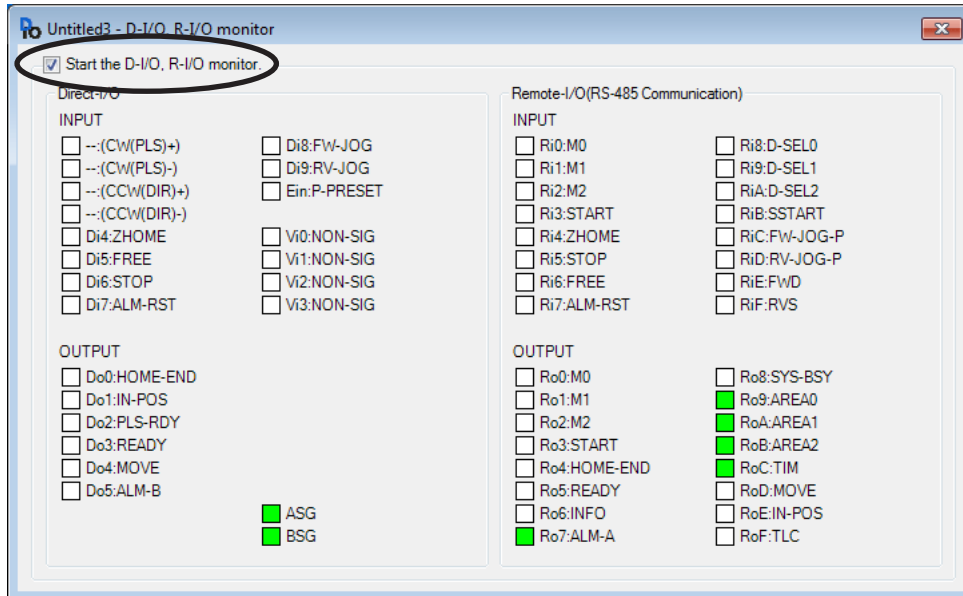 Untitled3 - D-I/O, R-I/O monitor
Start the D-I/O, R-I/O monitor.
Direct-I/O
INPUT
--:(CW(PLS)+)
--:(CW(PLS)-)
--:(CCW(DIR)+)
--:(CCW(DIR)-)
Di4:ZHOME
Di5:FREE
Di6:STOP
Di7:ALM-RST
Di8:FW-JOG
Di9:RV-JOG
Ein:P-PRESET
Vi0:NON-SIG
Vi1:NON-SIG
Vi2:NON-SIG
Vi3:NON-SIG
OUTPUT
Do0:HOME-END
Do1:IN-POS
Do2:PLS-RDY
Do3:READY
Do4:MOVE
Do5:ALM-B
ASG
BSG
Remote-I/O(RS-485 Communication)
INPUT
Ri0:M0
Ri1:M1
Ri2:M2
Ri3:START
Ri4:ZHOME
Ri5:STOP
Ri6:FREE
Ri7:ALM-RST
Ri8:D-SEL0
Ri9:D-SEL1
RiA:D-SEL2
RiB:SSTART
RiC:FW-JOG-P
RiD:RV-JOG-P
RiE:FWD
RiF:RVS
OUTPUT
Ro0:M0
Ro1:M1
Ro2:M2
Ro3:START
Ro4:HOME-END
Ro5:READY
Ro6:INFO
Ro7:ALM-A
Ro8:SYS-BSY
Ro9:AREA0
RoA:AREA1
RoB:AREA2
RoC:TIM
RoD:MOVE
RoE:IN-POS
RoF:TLC